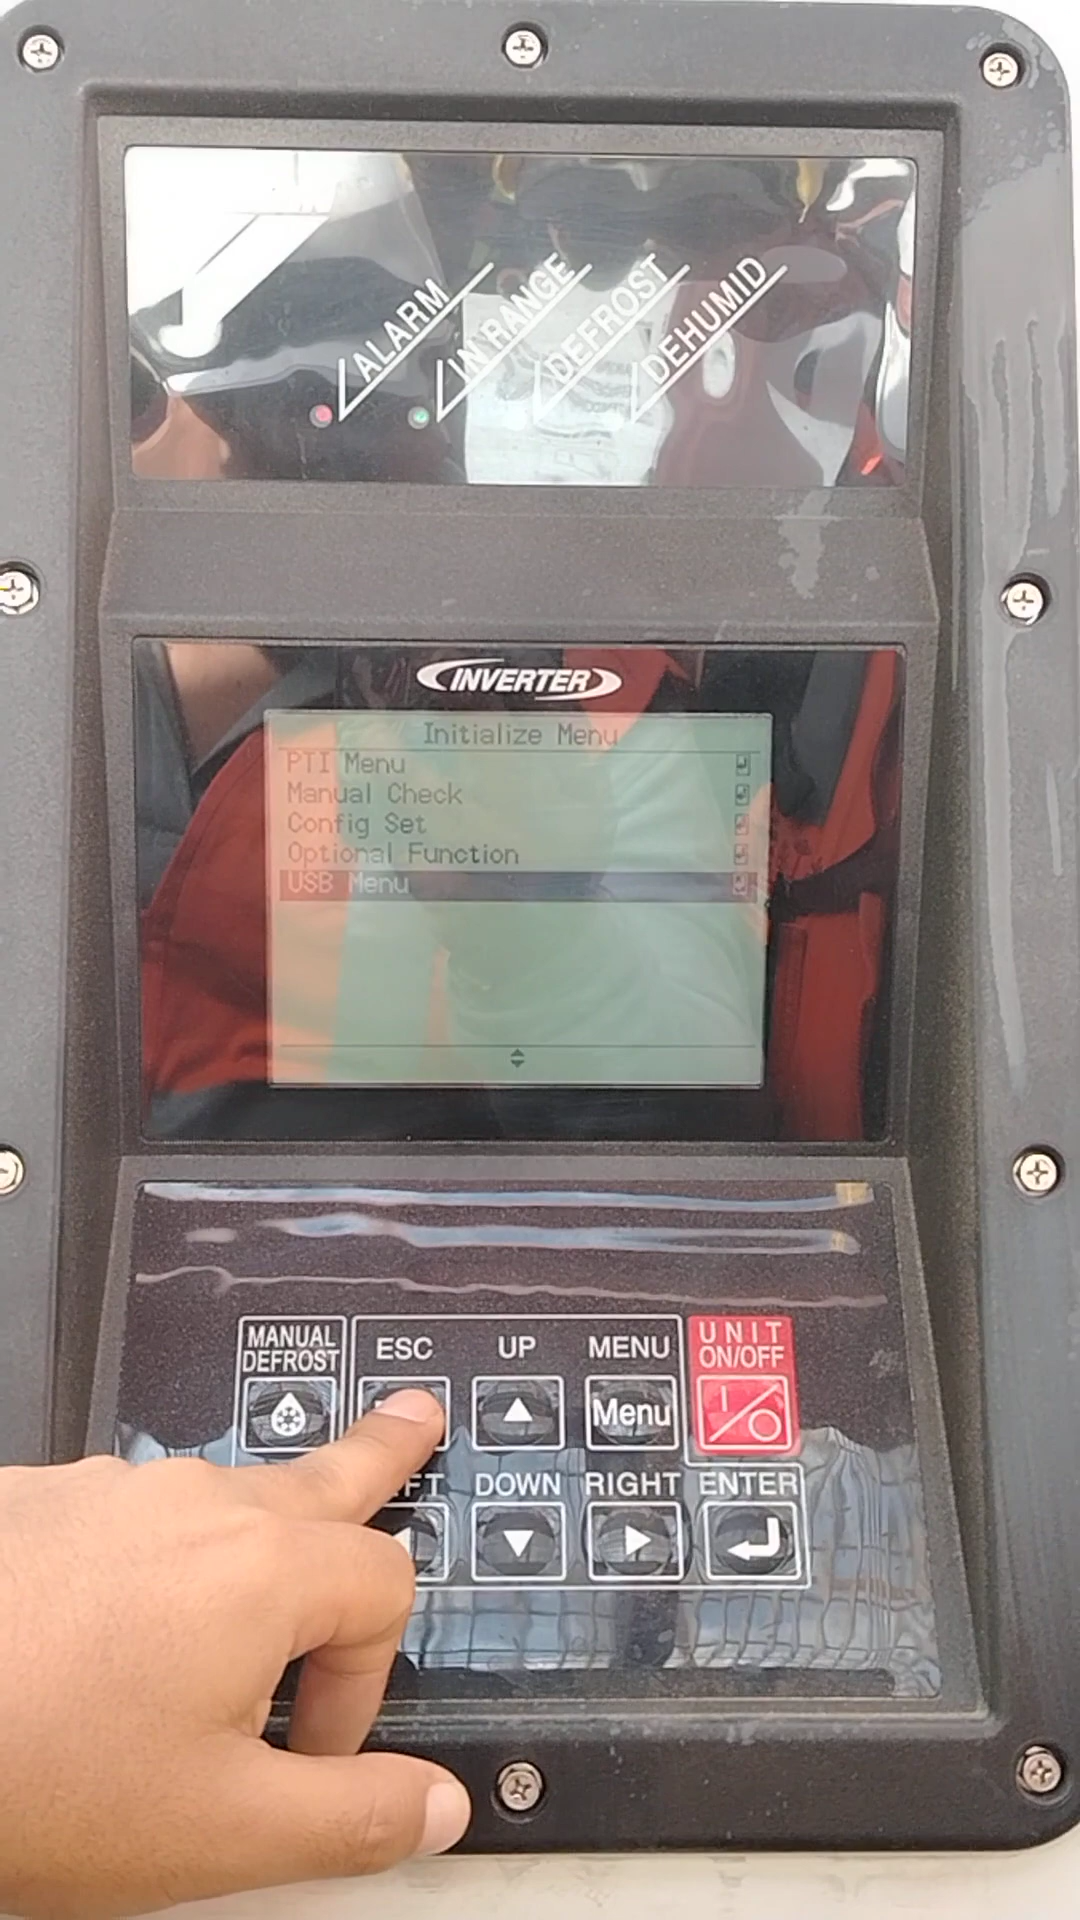 ALARM
IN RANGE
DEFROST
DEHUMID
INVERTER
Initialize Menu
PTI Menu
Manual Check
Config Set
Optional Function
USB Menu
MANUAL
DEFROST
ESC
UP
MENU
UNIT
ON/OFF
Menu
DOWN
RIGHT
ENTER